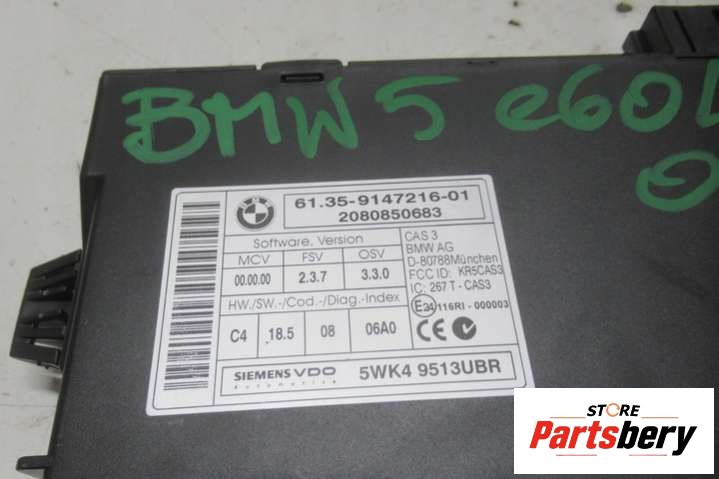 BMW 5 e60
61.35-9147216-01
2080850683
Software, Version
MCV FSV OSV
00.00.00 2.3.7 3.3.0
HW./SW.-/Cod.-/Diag.-Index
C4 18.5 08 06A0
CAS 3
BMW AG
D-80788München
FCC ID: KR5CAS3
IC: 267 T - CAS3
E24 116RI - 000003
CE
SIEMENS VDO
Automotive
5WK4 9513UBR
STORE
Partsbery